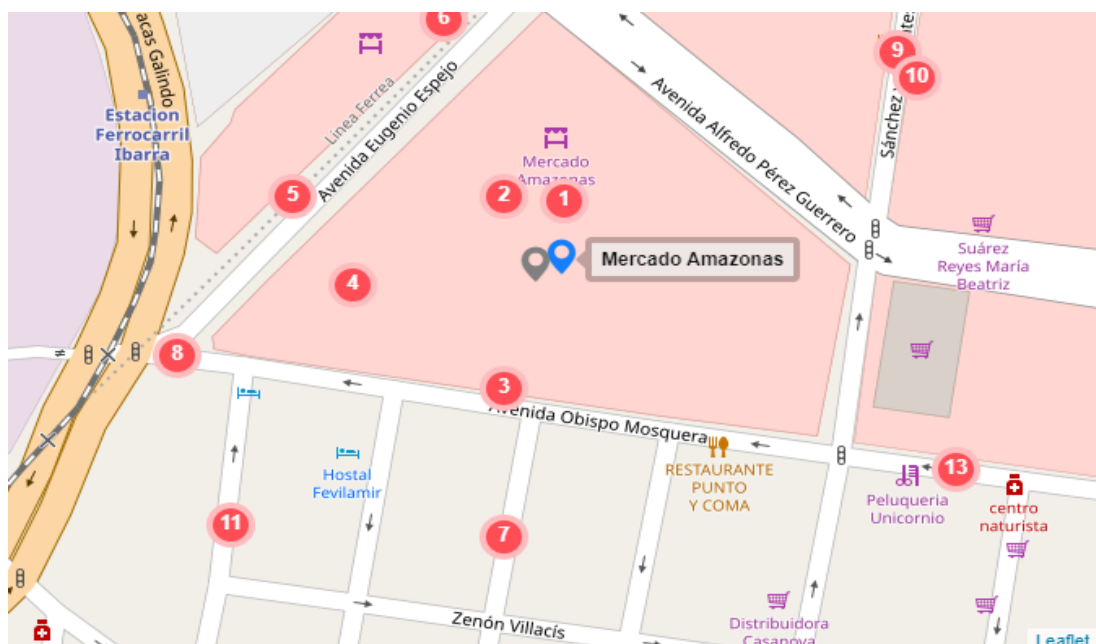 acas Galindo
Estacion
Ferrocarril
Ibarra
Linea Ferrea
Avenida Eugenio Espejo
6
5
Mercado
Amazonas
2
1
4
Mercado Amazonas
Avenida Alfredo Pérez Guerrero
9
10
Sánchez
Suárez
Reyes María
Beatriz
8
3
Avenida Obispo Mosquera
Hostal
Fevilamir
RESTAURANTE
PUNTO
Y COMA
13
Peluqueria
Unicornio
centro
naturista
11
7
Zenón Villacís
Distribuidora
Casanova
Leaflet